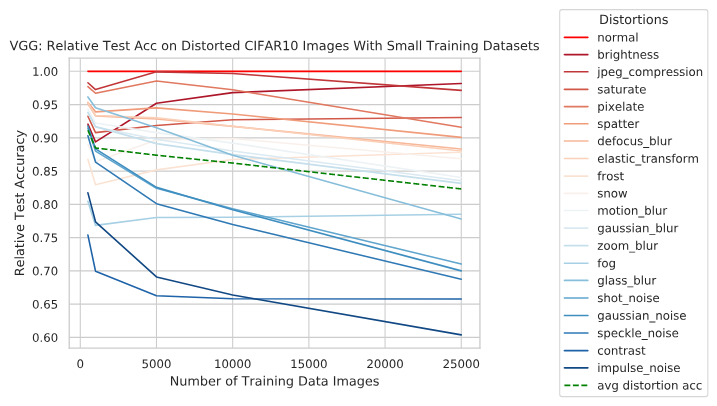 VGG: Relative Test Acc on Distorted CIFAR10 Images With Small Training Datasets
Relative Test Accuracy
1.00
0.95
0.90
0.85
0.80
0.75
0.70
0.65
0.60
0
5000
10000
15000
20000
25000
Number of Training Data Images
Distortions
normal
brightness
jpeg_compression
saturate
pixelate
spatter
defocus_blur
elastic_transform
frost
snow
motion_blur
gaussian_blur
zoom_blur
fog
glass_blur
shot_noise
gaussian_noise
speckle_noise
contrast
impulse_noise
avg distortion acc